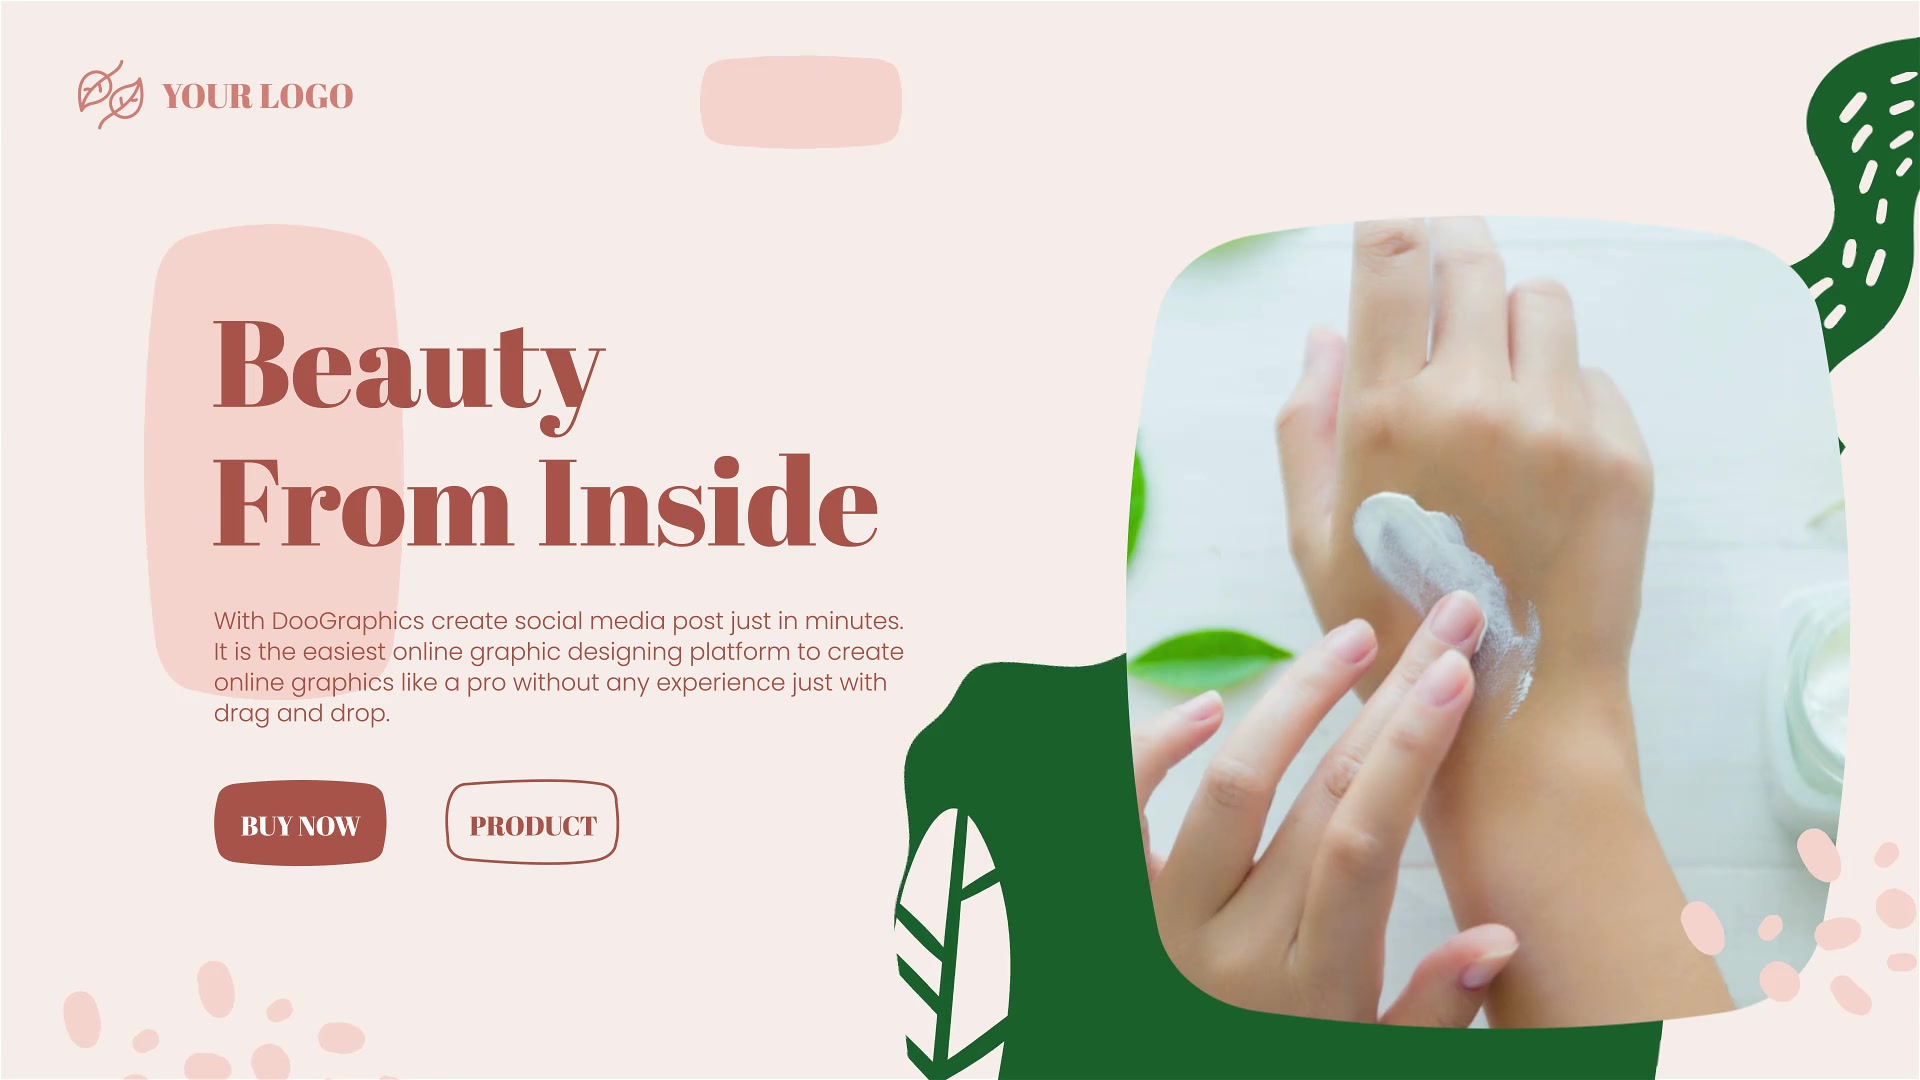 YOUR LOGO
Beauty
From Inside
With DooGraphics create social media post just in minutes.
It is the easiest online graphic designing platform to create
online graphics like a pro without any experience just with
drag and drop.
BUY NOW
PRODUCT